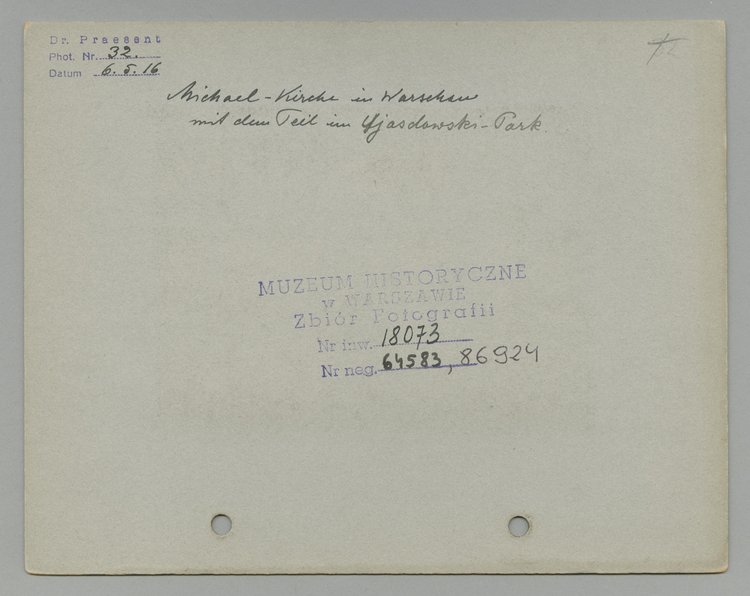 Dr. Praesent
Phot. Nr. 32.
Datum 6.5.16
Michael-Kirche in Warschau
mit dem Teil im Ujasdowski-Park.
MUZEUM HISTORYCZNE
w WARSZAWIE
Zbiór Fotografii
Nr inw. 18073
Nr neg. 64583, 86924